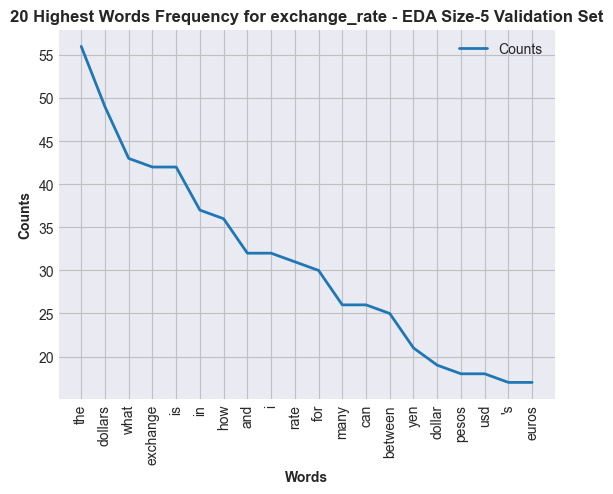 20 Highest Words Frequency for exchange_rate - EDA Size-5 Validation Set
Counts
55
50
45
40
35
30
25
20
Counts
the
dollars
what
exchange
is
in
how
and
i
rate
for
many
can
between
yen
dollar
pesos
usd
's
euros
Words